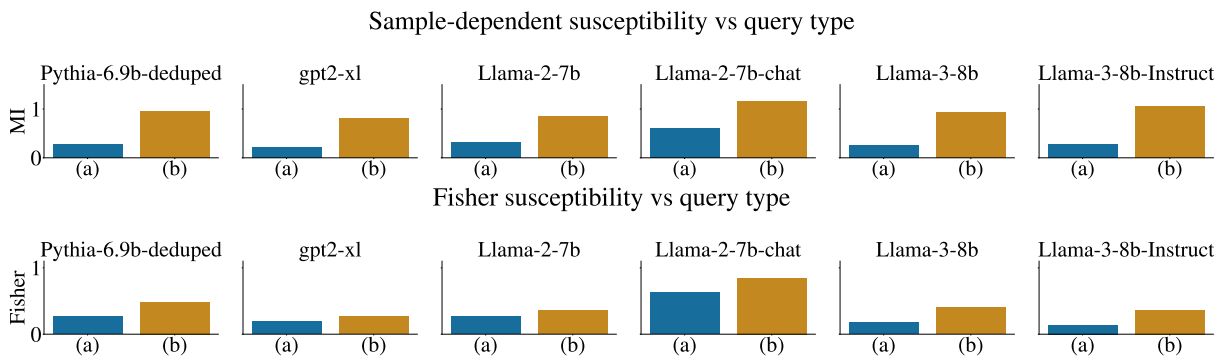 Sample-dependent susceptibility vs query type
Pythia-6.9b-deduped gpt2-xl Llama-2-7b Llama-2-7b-chat Llama-3-8b Llama-3-8b-Instruct
MI
1
0
(a) (b) (a) (b) (a) (b) (a) (b) (a) (b) (a) (b)
Fisher susceptibility vs query type
Pythia-6.9b-deduped gpt2-xl Llama-2-7b Llama-2-7b-chat Llama-3-8b Llama-3-8b-Instruct
Fisher
1
0
(a) (b) (a) (b) (a) (b) (a) (b) (a) (b) (a) (b)